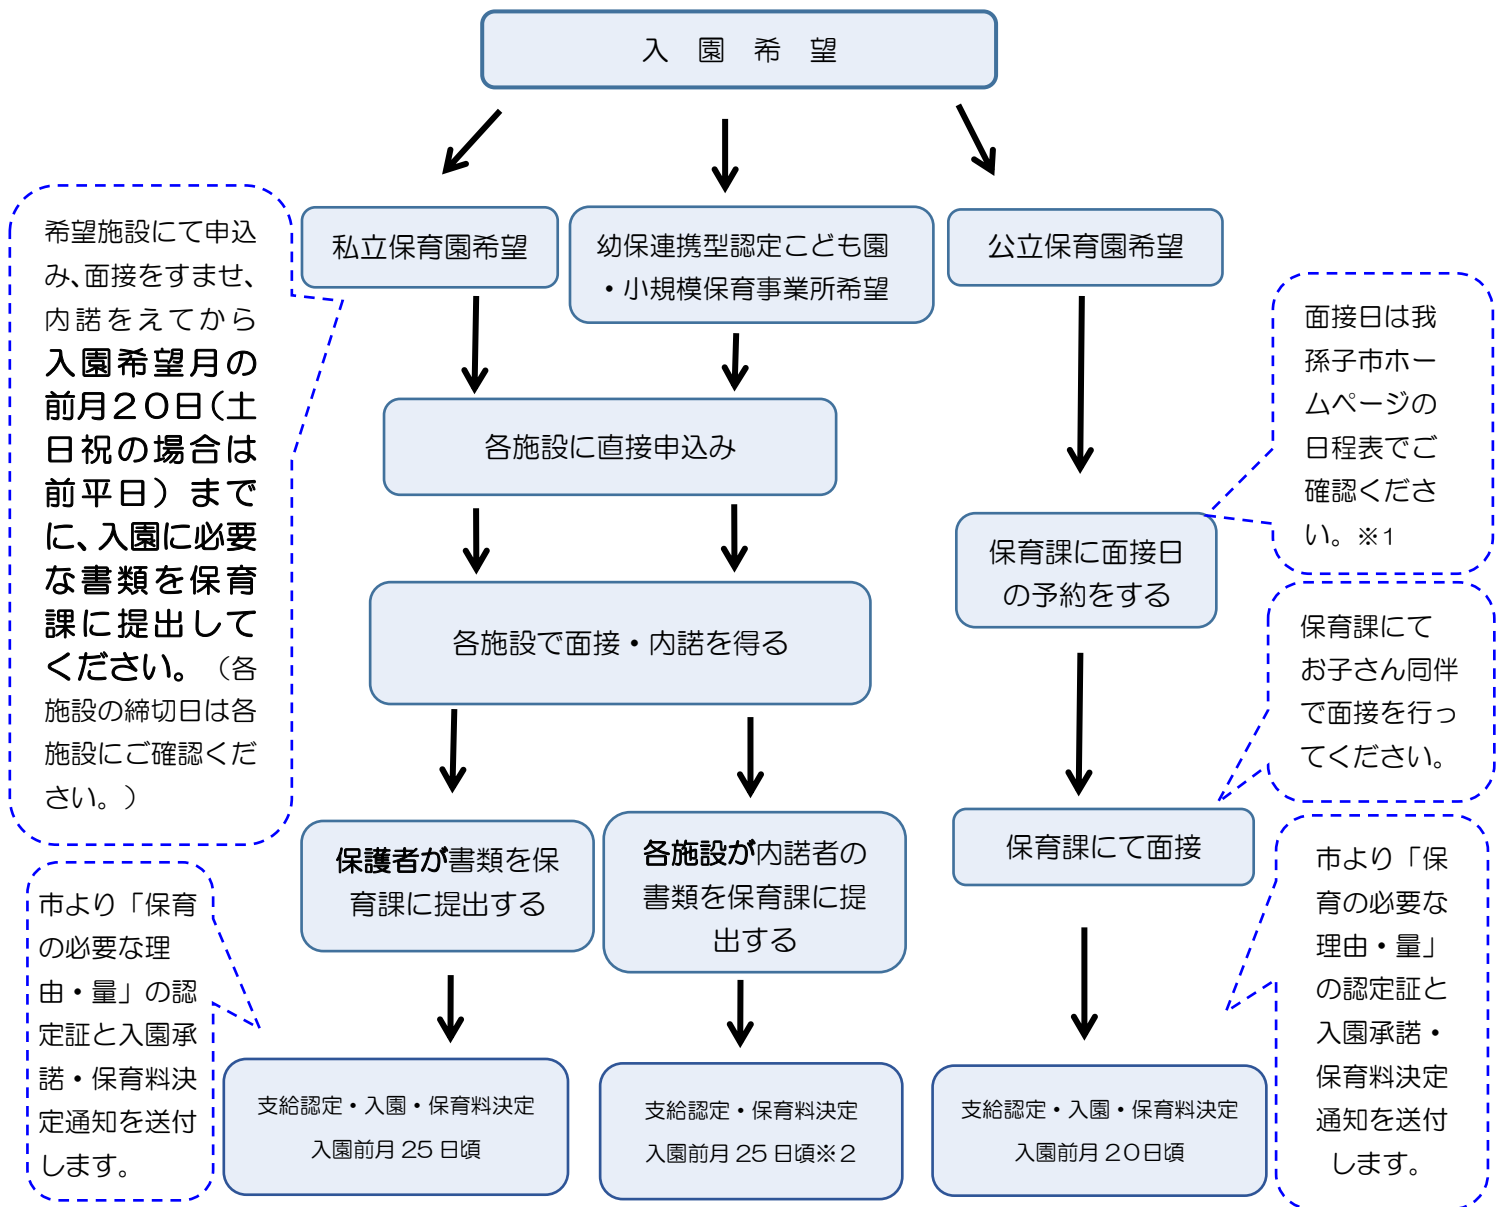 入 園 希 望
希望施設にて申込
み、面接をすませ、
内諾をえてから
入園希望月の
前月２０日（土
日祝の場合は
前平日）まで
に、入園に必要
な書類を保育
課に提出して
ください。（各
施設の締切日は各
施設にご確認くだ
さい。）
私立保育園希望
幼保連携型認定こども園
・小規模保育事業所希望
公立保育園希望
面接日は我
孫子市ホー
ムページの
日程表でご
確認くださ
い。※1
各施設に直接申込み
保育課に面接日
の予約をする
各施設で面接・内諾を得る
保育課にて
お子さん同伴
で面接を行っ
てください。
保護者が書類を保
育課に提出する
各施設が内諾者の
書類を保育課に提
出する
保育課にて面接
市より「保育
の必要な理
由・量」の認
定証と入園承
諾・保育料決
定通知を送付
します。
市より「保
育の必要な
理由・量」
の認定証と
入園承諾・
保育料決定
通知を送付
します。
支給認定・入園・保育料決定
入園前月 25 日頃
支給認定・保育料決定
入園前月 25 日頃※２
支給認定・入園・保育料決定
入園前月 ２０日頃